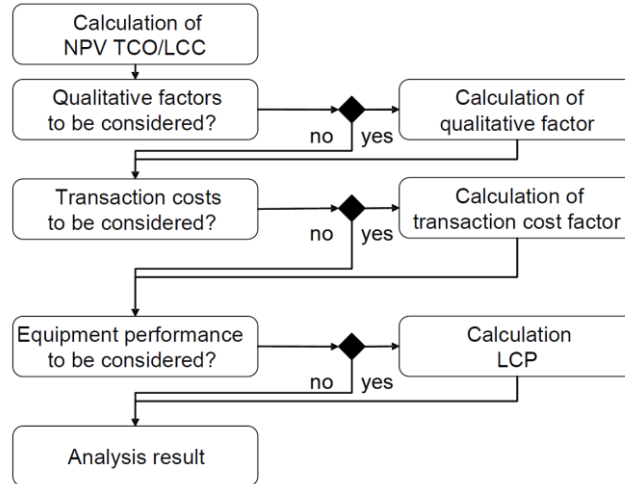 Calculation of
NPV TCO/LCC
Qualitative factors
to be considered?
Calculation of
qualitative factor
no yes
Transaction costs
to be considered?
Calculation of
transaction cost factor
no yes
Equipment performance
to be considered?
Calculation
LCP
no yes
Analysis result